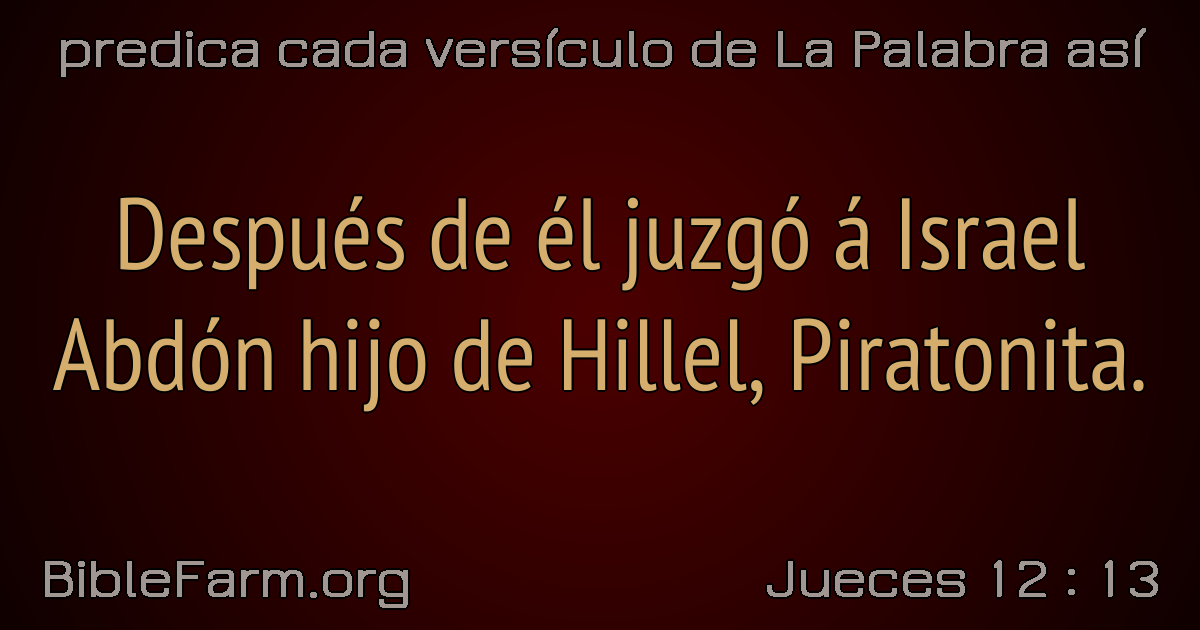 predica cada versículo de La Palabra así
Después de él juzgó á Israel
Abdón hijo de Hillel, Piratonita.
BibleFarm.org
Jueces 12 : 13